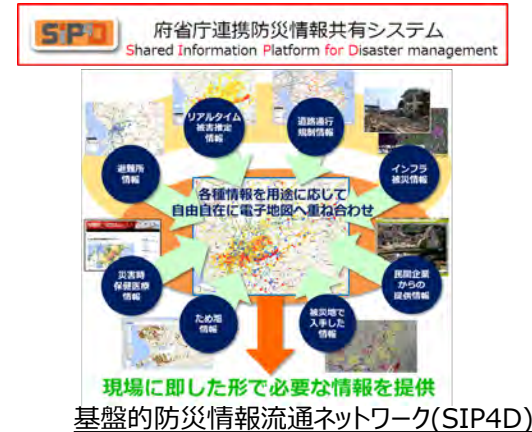 SIP4D
府省庁連携防災情報共有システム
Shared Information Platform for Disaster management
リアルタイム
被害推定
情報
道路通行
規制情報
避難所
情報
インフラ
被災情報
各種情報を用途に応じて
自由自在に電子地図へ重ね合わせ
災害時
保健医療
情報
民間企業
からの
提供情報
ため池
情報
被災地で
入手した
情報
現場に即した形で必要な情報を提供
基盤的防災情報流通ネットワーク(SIP4D)